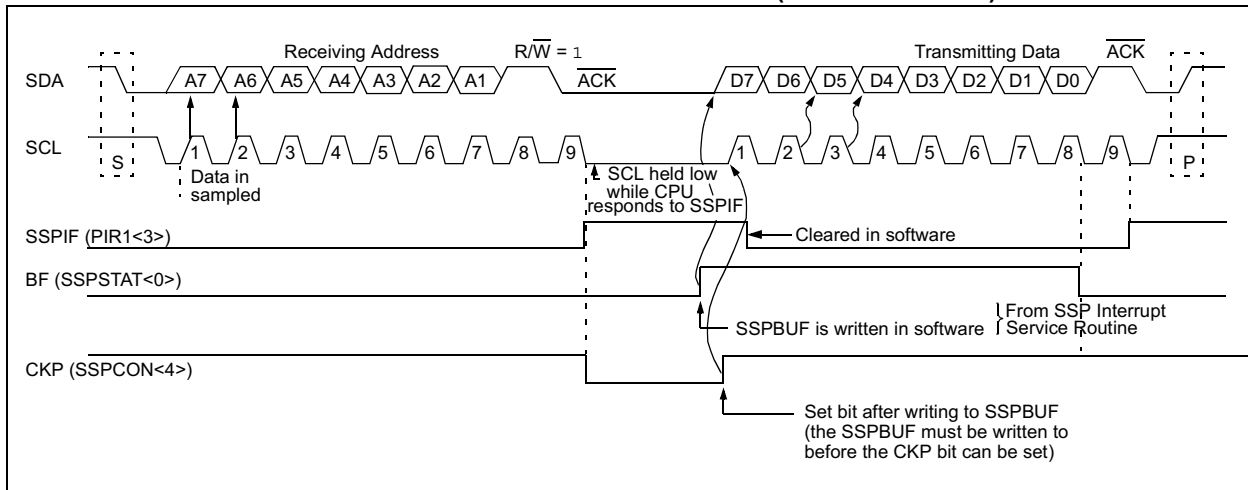 Receiving Address
R/W = 1
Transmitting Data
ACK
SDA
A7 A6 A5 A4 A3 A2 A1
ACK
D7 D6 D5 D4 D3 D2 D1 D0
SCL
S
1 2 3 4 5 6 7 8 9
1 2 3 4 5 6 7 8 9
P
Data in
sampled
SCL held low
while CPU
responds to SSPIF
SSPIF (PIR1<3>)
Cleared in software
BF (SSPSTAT<0>)
SSPBUF is written in software
From SSP Interrupt
Service Routine
CKP (SSPCON<4>)
Set bit after writing to SSPBUF
(the SSPBUF must be written to
before the CKP bit can be set)